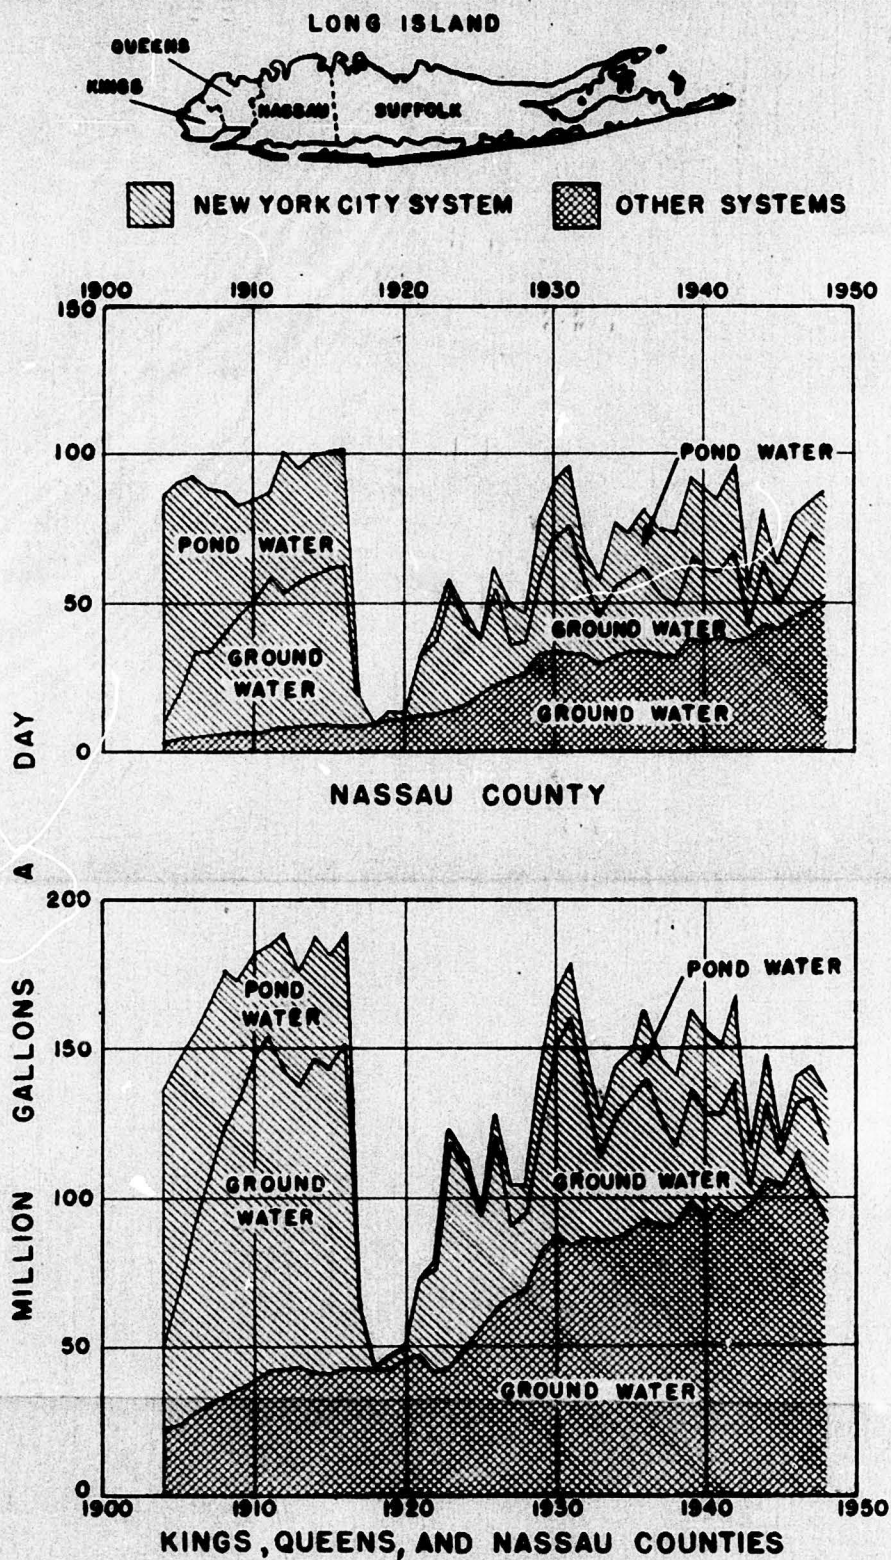 LONG ISLAND
QUEENS
KINGS
NASSAU
SUFFOLK
NEW YORK CITY SYSTEM
OTHER SYSTEMS
1900 1910 1920 1930 1940 1950
150
100
50
0
POND WATER
POND WATER
GROUND WATER
GROUND
WATER
GROUND WATER
NASSAU COUNTY
MILLION GALLONS A DAY
200
150
100
50
0
POND WATER
POND
WATER
GROUND WATER
GROUND
WATER
GROUND WATER
1900 1910 1920 1930 1940 1950
KINGS, QUEENS, AND NASSAU COUNTIES